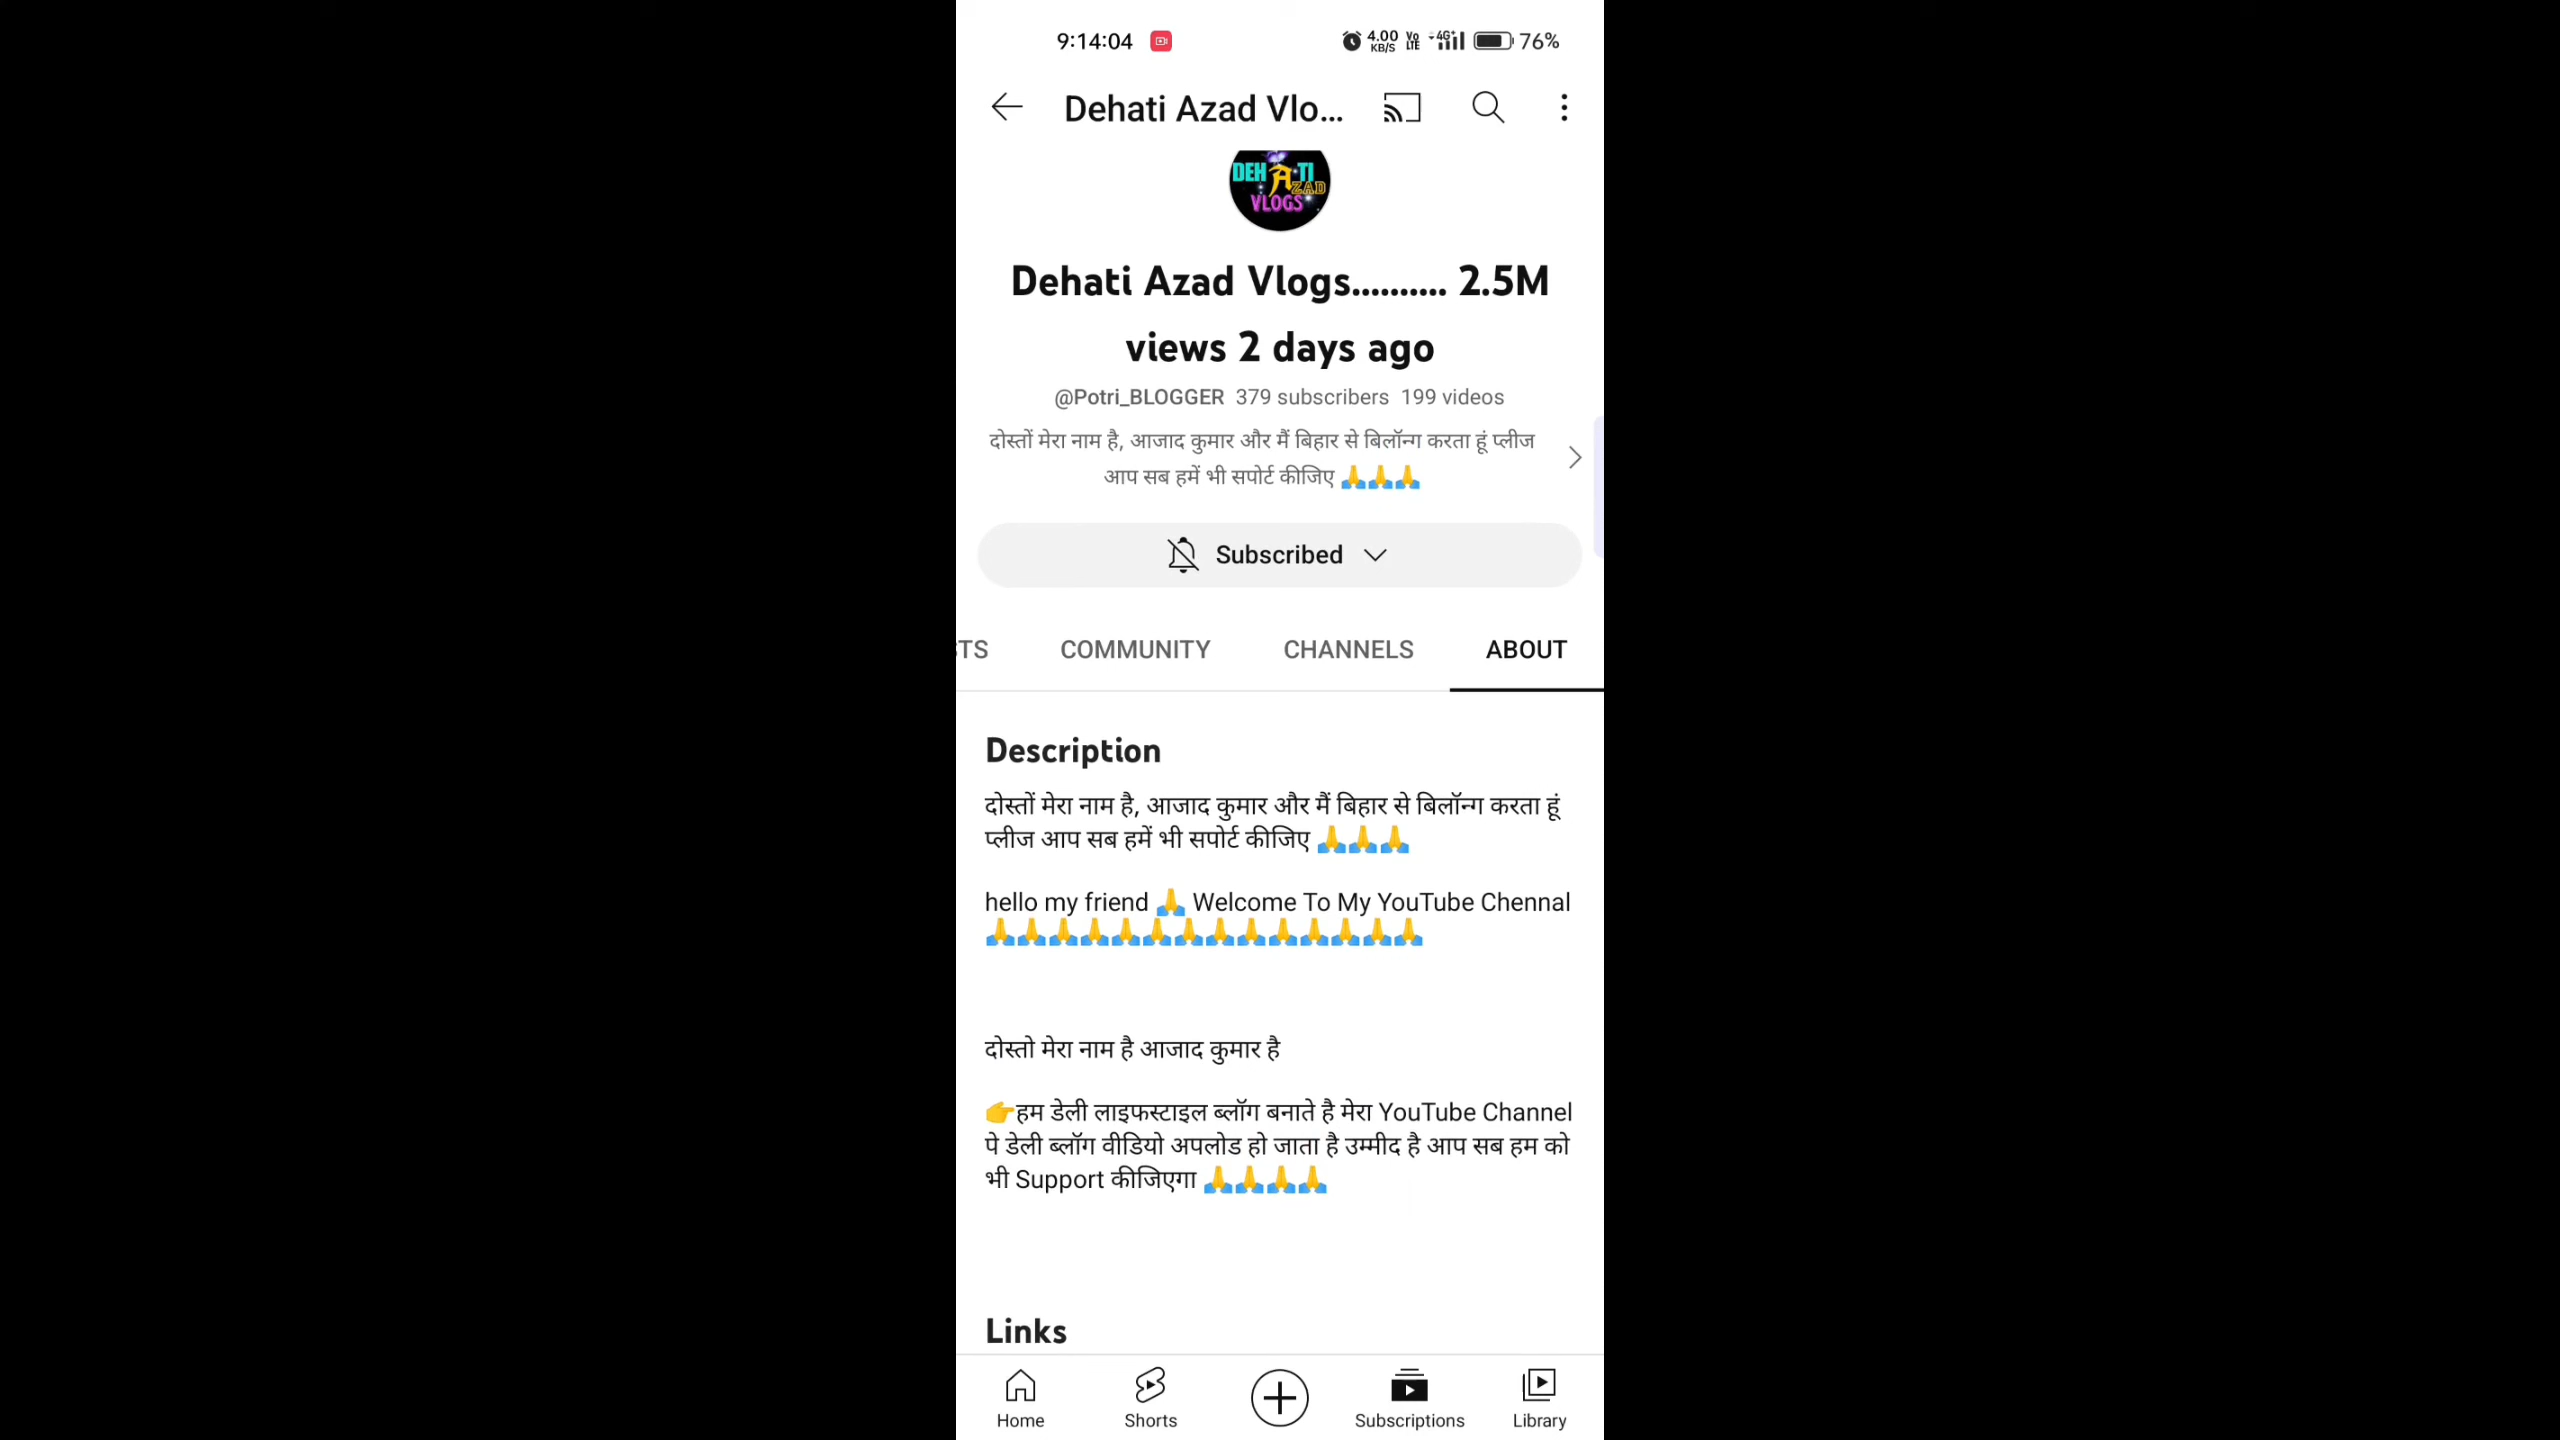 9:14:04 4.00 KB/S Vo LTE 4G+ 76%
Dehati Azad Vlo...
DEHATI
AZAD
VLOGS
Dehati Azad Vlogs.......... 2.5M
views 2 days ago
@Potri_BLOGGER 379 subscribers 199 videos
दोस्तों मेरा नाम है, आजाद कुमार और मैं बिहार से बिलॉन्ग करता हूं प्लीज
आप सब हमें भी सपोर्ट कीजिए 🙏🙏🙏
Subscribed
TS COMMUNITY CHANNELS ABOUT
Description
दोस्तों मेरा नाम है, आजाद कुमार और मैं बिहार से बिलॉन्ग करता हूं
प्लीज आप सब हमें भी सपोर्ट कीजिए 🙏🙏🙏
hello my friend 🙏 Welcome To My YouTube Chennal
🙏🙏🙏🙏🙏🙏🙏🙏🙏🙏🙏🙏🙏🙏
दोस्तो मेरा नाम है आजाद कुमार है
👉हम डेली लाइफस्टाइल ब्लॉग बनाते है मेरा YouTube Channel
पे डेली ब्लॉग वीडियो अपलोड हो जाता है उम्मीद है आप सब हम को
भी Support कीजिएगा 🙏🙏🙏🙏
Links
Home Shorts Subscriptions Library